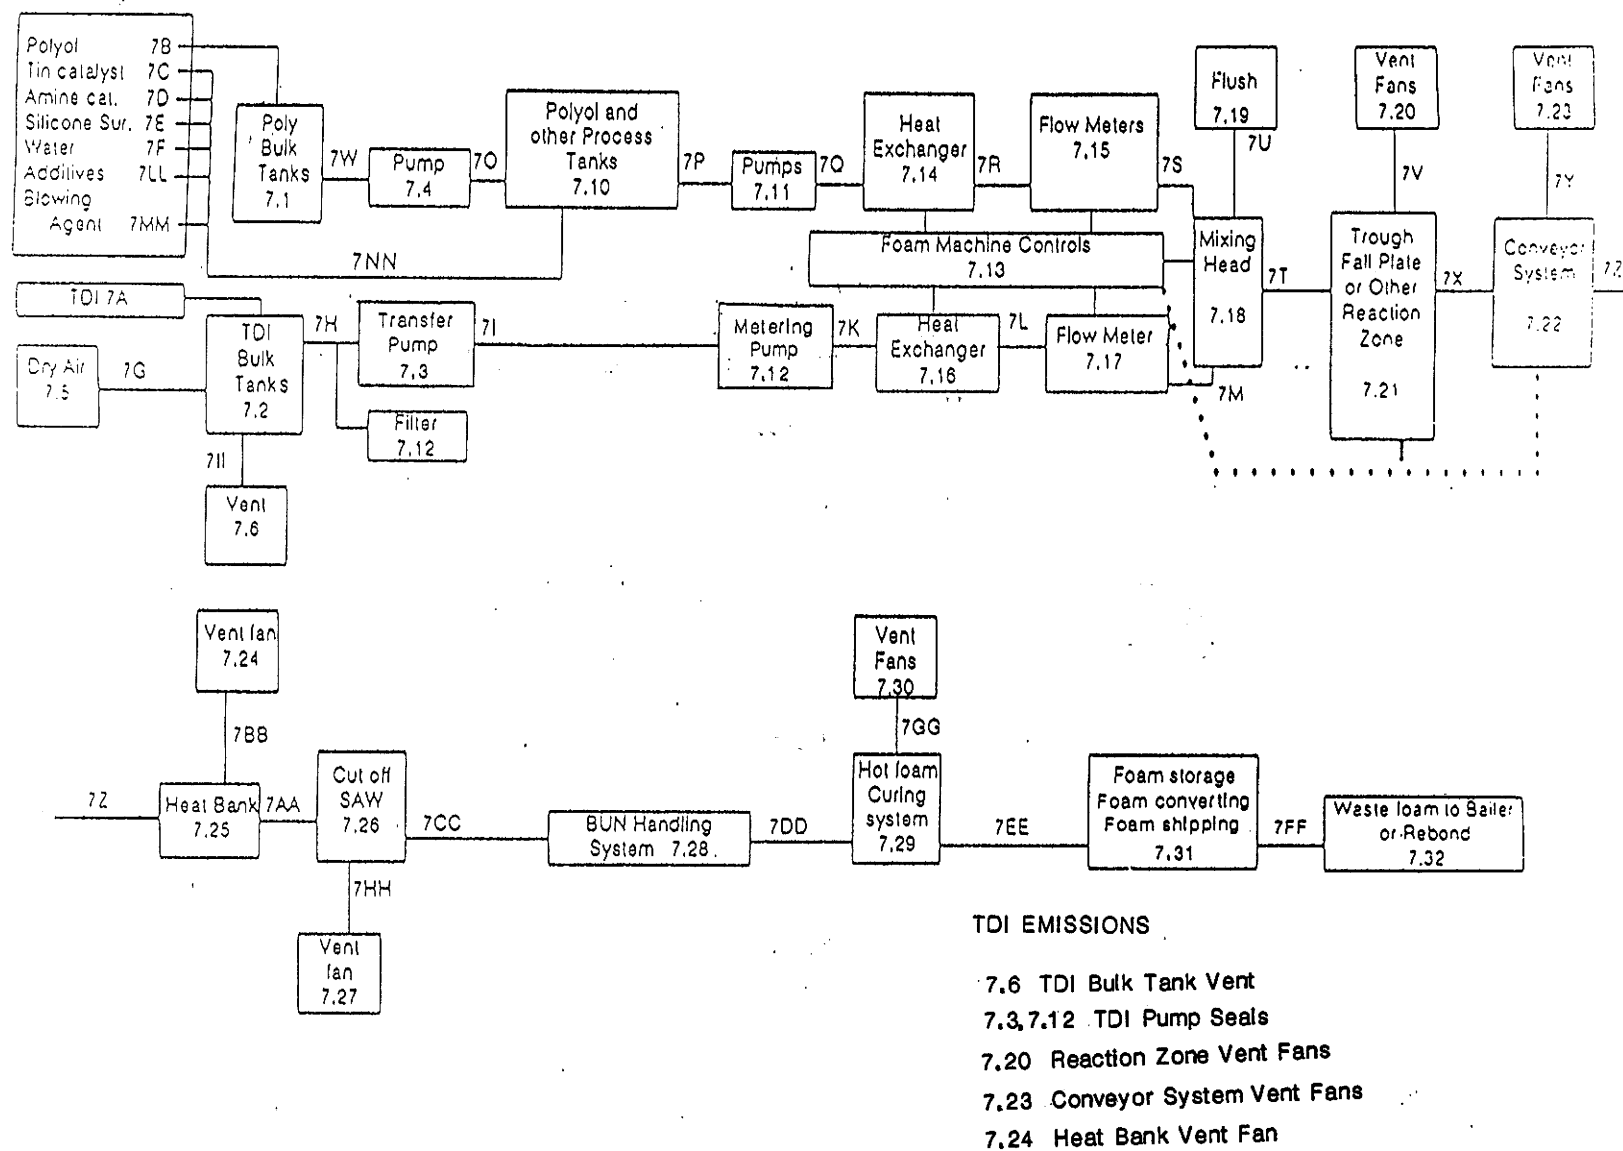 Polyol 7B
Tin catalyst 7C
Amine cat. 7D
Silicone Sur. 7E
Water 7F
Additives 7LL
Blowing
Agent 7MM
7NN
Poly
Bulk
Tanks
7.1
7W
Pump
7.4
7O
Polyol and
other Process
Tanks
7.10
7P
Pumps
7.11
7Q
Heat
Exchanger
7.14
7R
Flow Meters
7.15
7S
Flush
7.19
7U
Vent
Fans
7.20
7V
Vent
Fans
7.23
7Y
Foam Machine Controls
7.13
Mixing
Head
7.18
7T
Trough
Fall Plate
or Other
Reaction
Zone
7.21
7X
Conveyor
System
7.22
7Z
TDI 7A
Dry Air
7.5
7G
TDI
Bulk
Tanks
7.2
7H
Transfer
Pump
7.3
7I
Filter
7.12
7II
Vent
7.6
Metering
Pump
7.12
7K
Heat
Exchanger
7.16
7L
Flow Meter
7.17
7M
Vent fan
7.24
7BB
7Z
Heat Bank
7.25
7AA
Cut off
SAW
7.26
7HH
Vent
fan
7.27
7CC
BUN Handling
System 7.28
7DD
Vent
Fans
7.30
7GG
Hot foam
Curing
system
7.29
7EE
Foam storage
Foam converting
Foam shipping
7.31
7FF
Waste foam to Bailer
or Rebond
7.32
TDI EMISSIONS
7.6 TDI Bulk Tank Vent
7.3,7.12 TDI Pump Seals
7.20 Reaction Zone Vent Fans
7.23 Conveyor System Vent Fans
7.24 Heat Bank Vent Fan